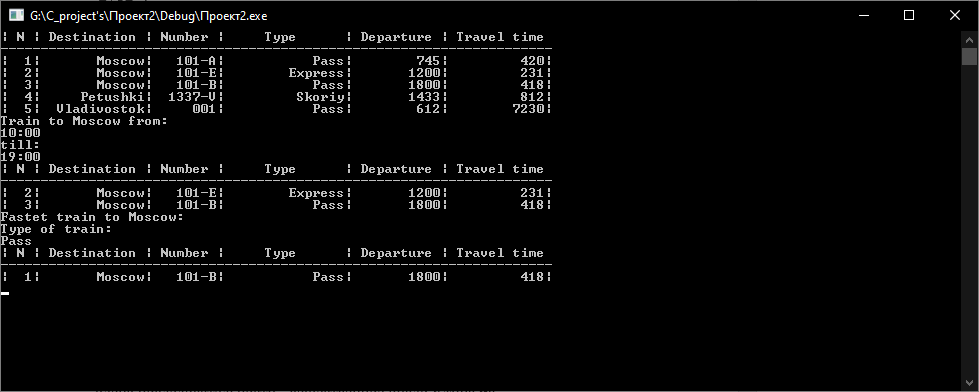 G:\C_project's\Проект2\Debug\Проект2.exe
¦ N ¦ Destination ¦ Number ¦     Type      ¦ Departure ¦ Travel time ¦
---------------------------------------------------------------------
¦  1¦       Moscow¦   101-A¦           Pass¦        745¦          420¦
¦  2¦       Moscow¦   101-E¦        Express¦       1200¦          231¦
¦  3¦       Moscow¦   101-B¦           Pass¦       1800¦          418¦
¦  4¦     Petushki¦  1337-V¦         Skoriy¦       1433¦          812¦
¦  5¦  Vladivostok¦     001¦           Pass¦        612¦         7230¦
Train to Moscow from:
10:00
till:
19:00
¦ N ¦ Destination ¦ Number ¦     Type      ¦ Departure ¦ Travel time ¦
---------------------------------------------------------------------
¦  2¦       Moscow¦   101-E¦        Express¦       1200¦          231¦
¦  3¦       Moscow¦   101-B¦           Pass¦       1800¦          418¦
Fastet train to Moscow:
Type of train:
Pass
¦ N ¦ Destination ¦ Number ¦     Type      ¦ Departure ¦ Travel time ¦
---------------------------------------------------------------------
¦  1¦       Moscow¦   101-B¦           Pass¦       1800¦          418¦